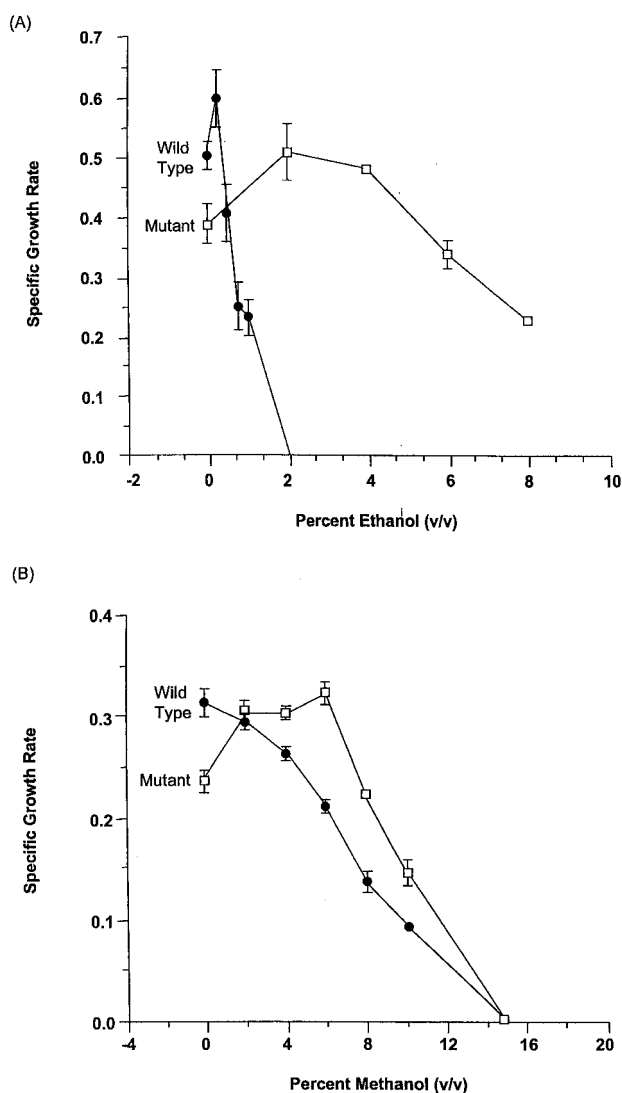 (A)
0.7
0.6
0.5
0.4
0.3
0.2
0.1
0.0
Specific Growth Rate
Wild
Type
Mutant
-2
0
2
4
6
8
10
Percent Ethanol (v/v)
(B)
0.4
0.3
0.2
0.1
0.0
Specific Growth Rate
Wild
Type
Mutant
-4
0
4
8
12
16
20
Percent Methanol (v/v)